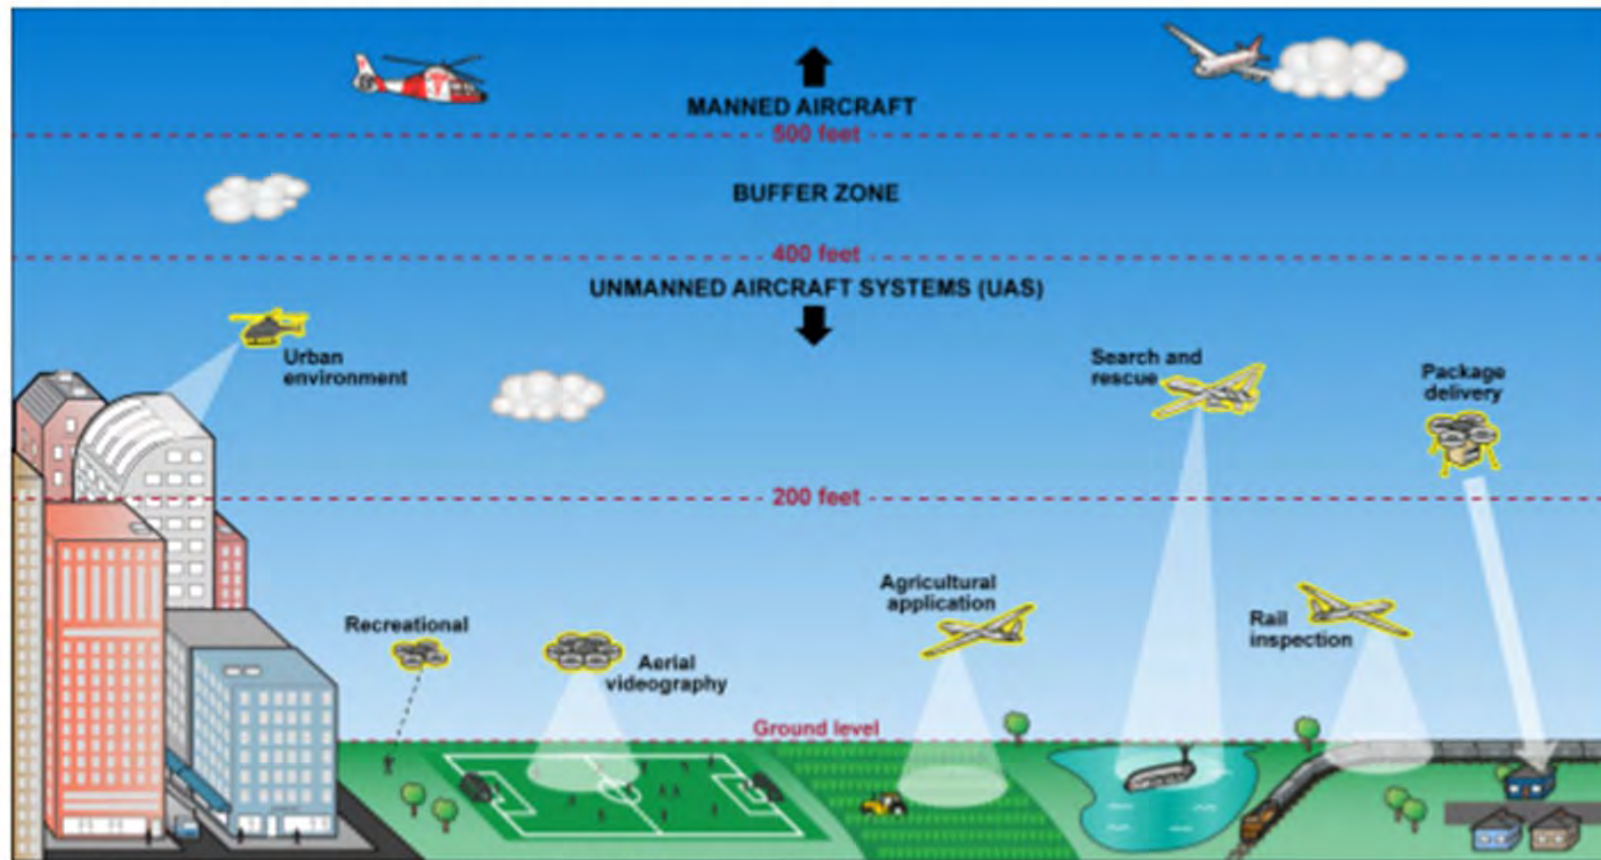 MANNED AIRCRAFT
500 feet
BUFFER ZONE
400 feet
UNMANNED AIRCRAFT SYSTEMS (UAS)
Urban
environment
Search and
rescue
Package
delivery
200 feet
Agricultural
application
Recreational
Rail
inspection
Aerial
videography
Ground level